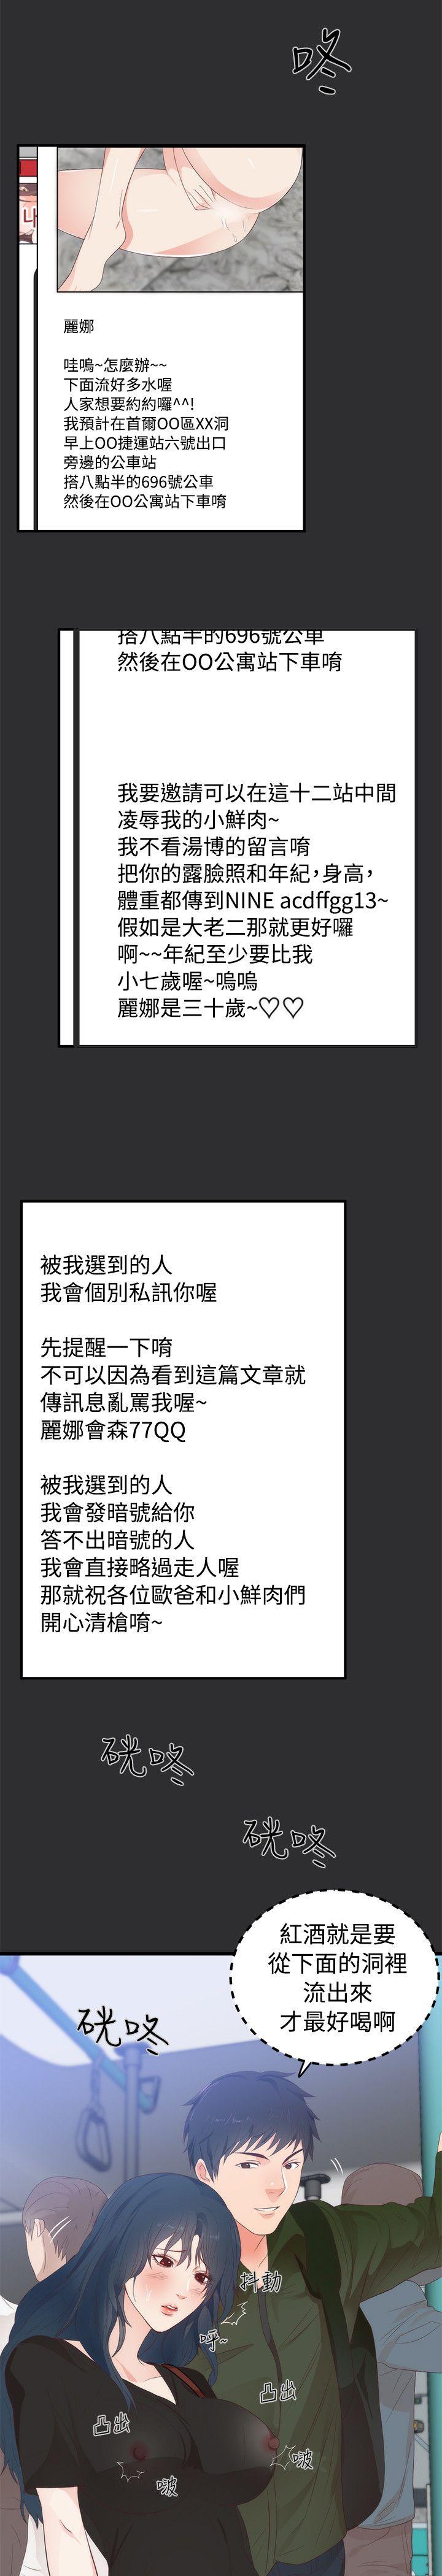 咚
나
麗娜
哇嗚~怎麼辦~~
下面流好多水喔
人家想要約約囉^^!
我預計在首爾OO區XX洞
早上OO捷運站六號出口
旁邊的公車站
搭八點半的696號公車
然後在OO公寓站下車唷
搭八點半的696號公車
然後在OO公寓站下車唷
我要邀請可以在這十二站中間
凌辱我的小鮮肉~
我不看湯博的留言唷
把你的露臉照和年紀,身高,
體重都傳到NINE acdffgg13~
假如是大老二那就更好囉
啊~~年紀至少要比我
小七歲喔~嗚嗚
麗娜是三十歲~♡♡
被我選到的人
我會個別私訊你喔
先提醒一下唷
不可以因為看到這篇文章就
傳訊息亂罵我喔~
麗娜會森77QQ
被我選到的人
我會發暗號給你
答不出暗號的人
我會直接略過走人喔
那就祝各位歐爸和小鮮肉們
開心清槍唷~
硄咚
硄咚
紅酒就是要
從下面的洞裡
流出來
才最好喝啊
硄咚
抖動
呼~
凸出
凸出
啵
啵